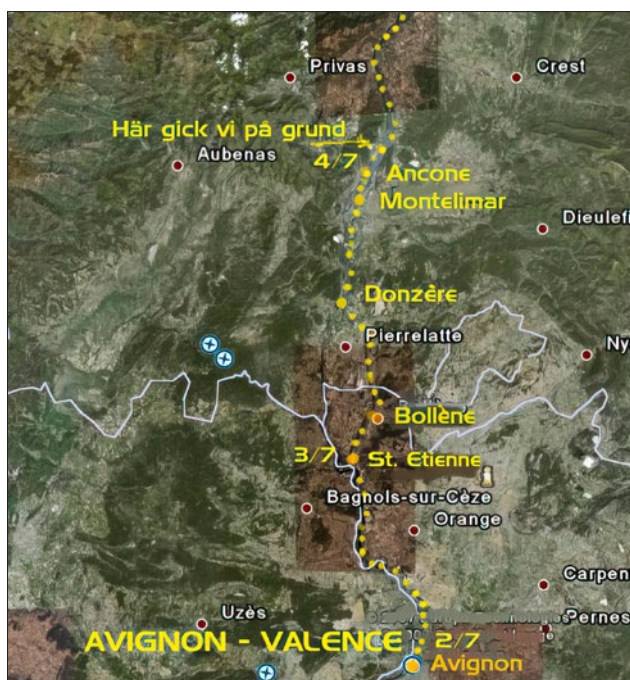 Privas
Crest
Här gick vi på grund
Aubenas
4/7
Ancone
Montelimar
Dieulefi
Donzère
Pierrelatte
Ny
Bollène
3/7
St. Etienne
Bagnols-sur-Cèze
Orange
Carpen
Uzès
Pernes
AVIGNON - VALENCE
2/7
Avignon